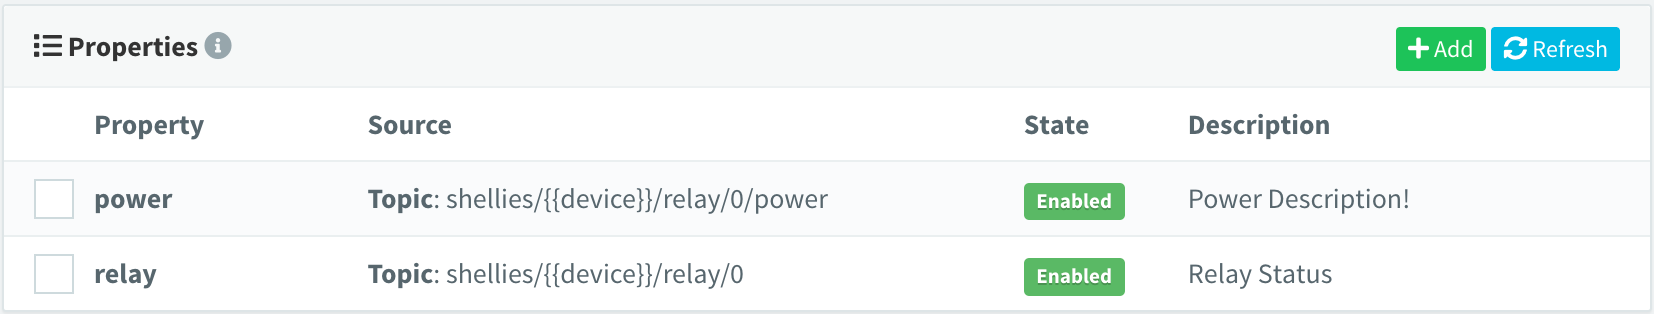 Properties
Add Refresh
Property Source State Description
power Topic: shellies/{{device}}/relay/0/power Enabled Power Description!
relay Topic: shellies/{{device}}/relay/0 Enabled Relay Status